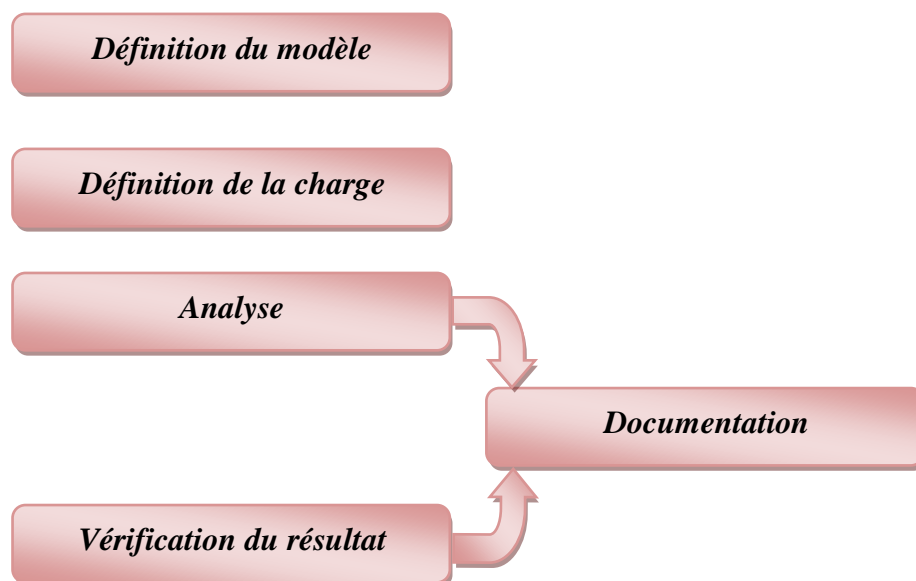 Définition du modèle
Définition de la charge
Analyse
Documentation
Vérification du résultat